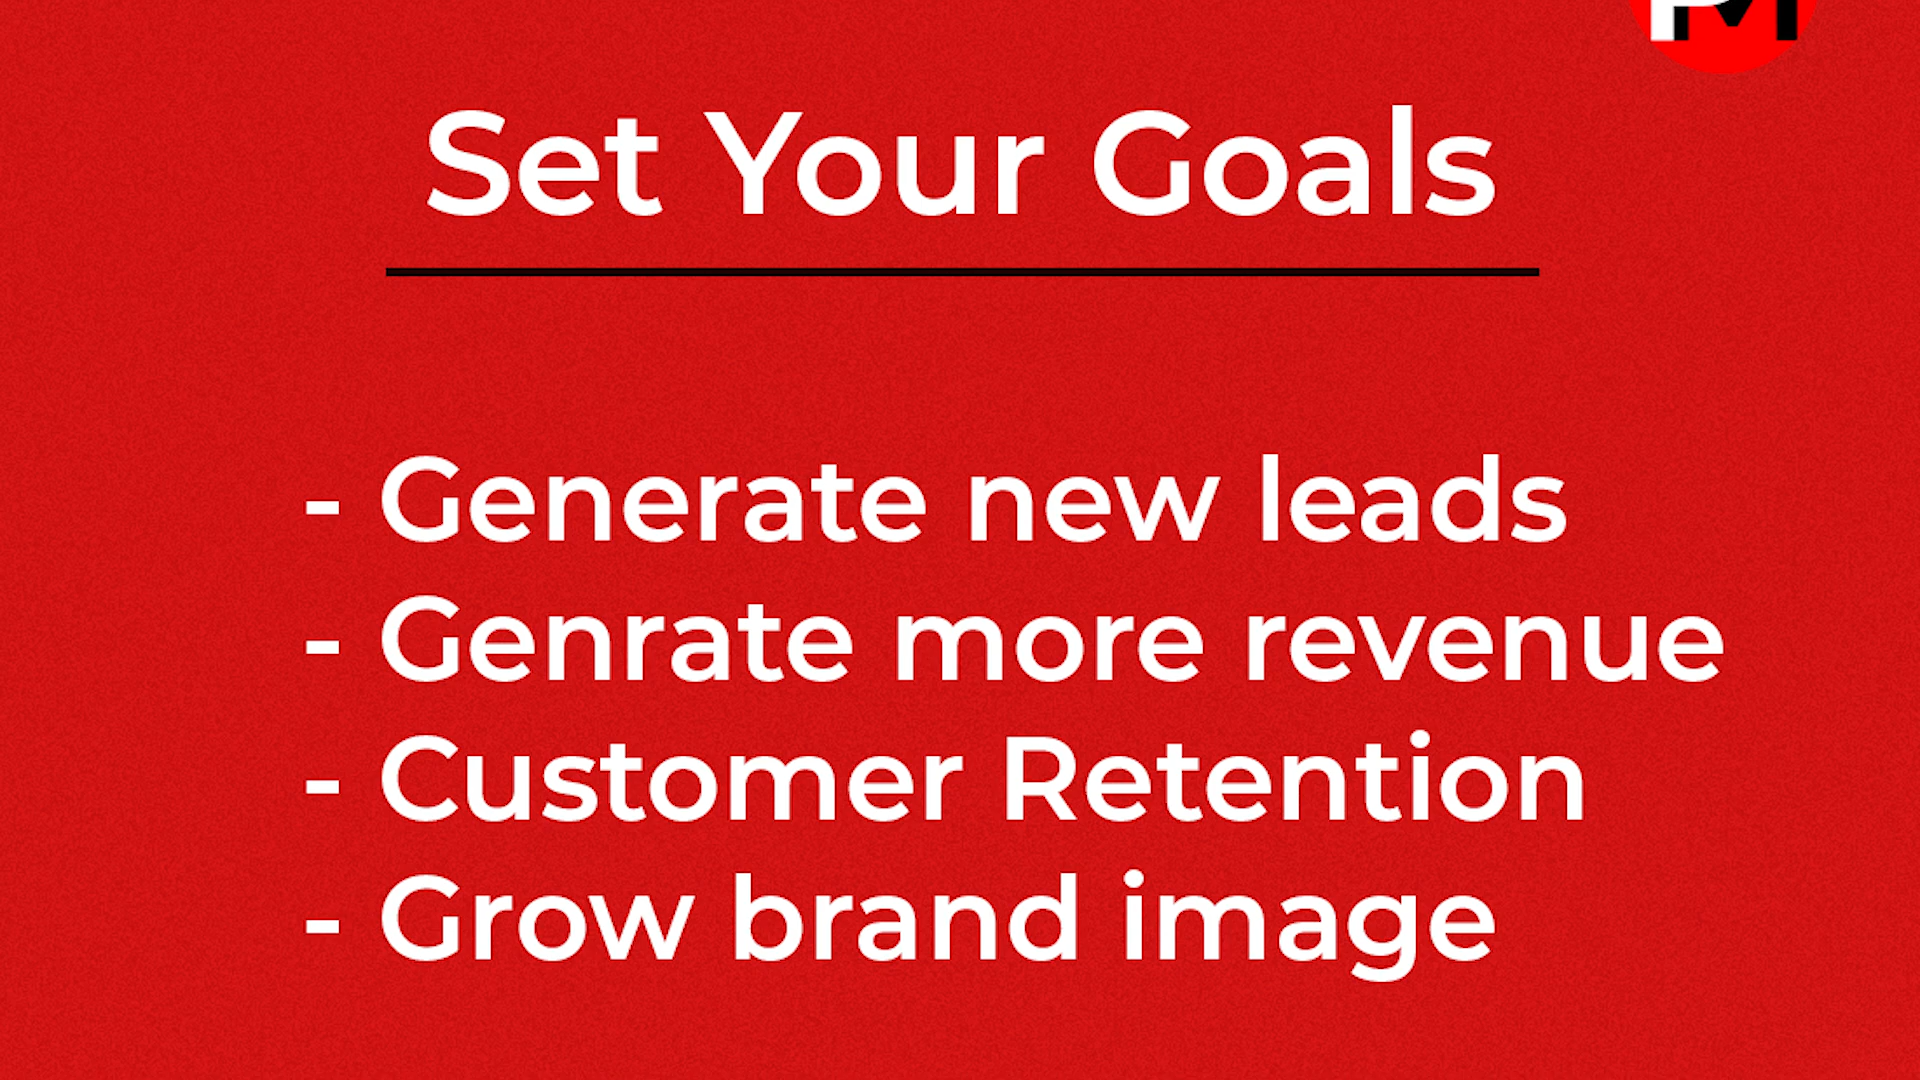 Set Your Goals
- Generate new leads
- Genrate more revenue
- Customer Retention
- Grow brand image